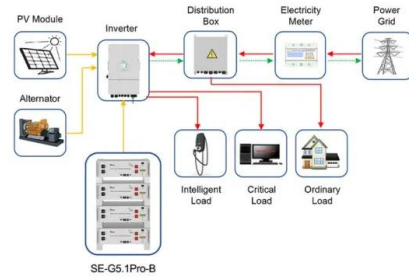 PV Module
Inverter
Distribution
Box
Electricity
Meter
Power
Grid
Alternator
Intelligent
Load
Critical
Load
Ordinary
Load
SE-G5.1Pro-B